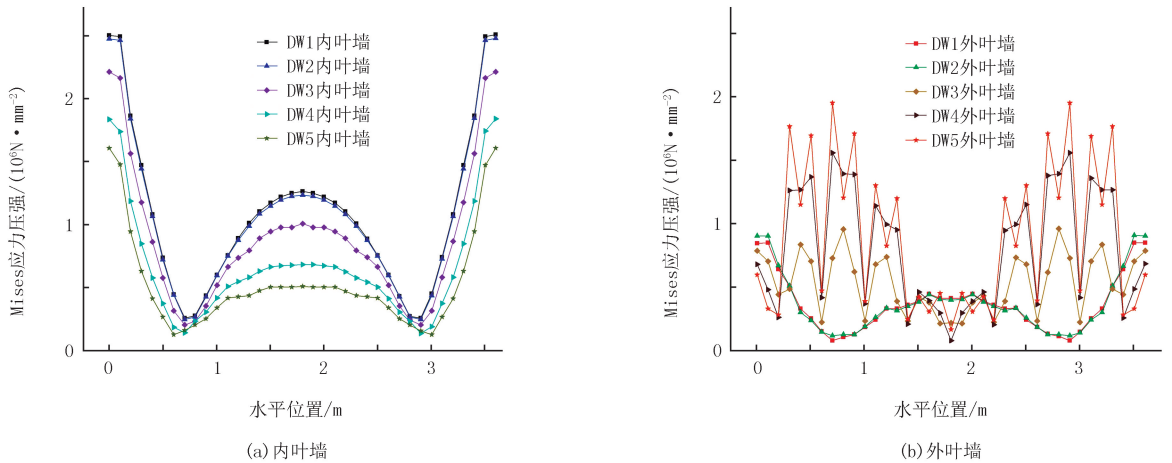 DW1内叶墙
DW2内叶墙
DW3内叶墙
DW4内叶墙
DW5内叶墙
Mises应力压强/(10⁶N·mm⁻²)
2
1
0
0
1
2
3
水平位置/m
(a)内叶墙
DW1外叶墙
DW2外叶墙
DW3外叶墙
DW4外叶墙
DW5外叶墙
Mises应力压强/(10⁶N·mm⁻²)
2
1
0
0
1
2
3
水平位置/m
(b)外叶墙